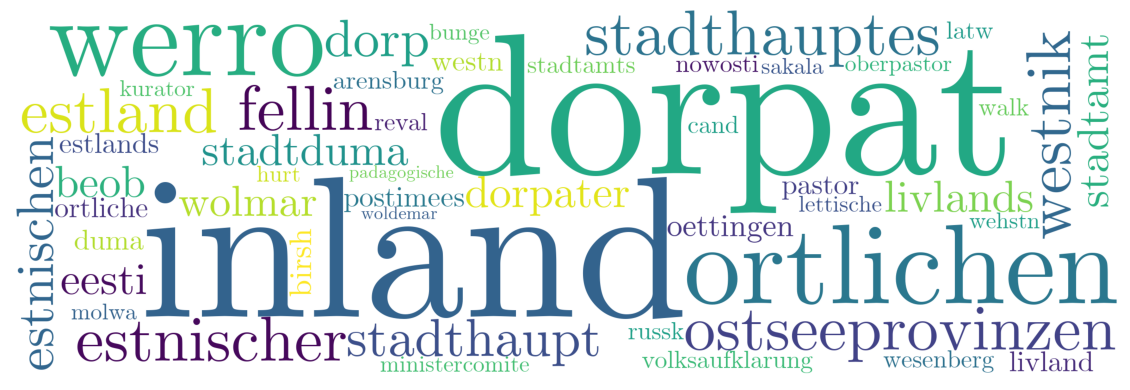 werro
dorp
bunge
stadthauptes
latw
westn
stadtamts
nowosti
sakala
oberpastor
kurator
arensburg
estland
fellin
reval
dorpat
cand
walk
westnik
stadtamt
estlands
stadtduma
estnischen
beob
hurt
padagogische
ortliche
wolmar
postimees
dorpater
pastor
livlands
woldemar
lettische
wehstn
oettingen
duma
birsh
inland
ortlichen
eesti
molwa
estnischer
stadthaupt
russk
ostseeprovinzen
ministercomite
volksaufklarung
wesenberg
livland